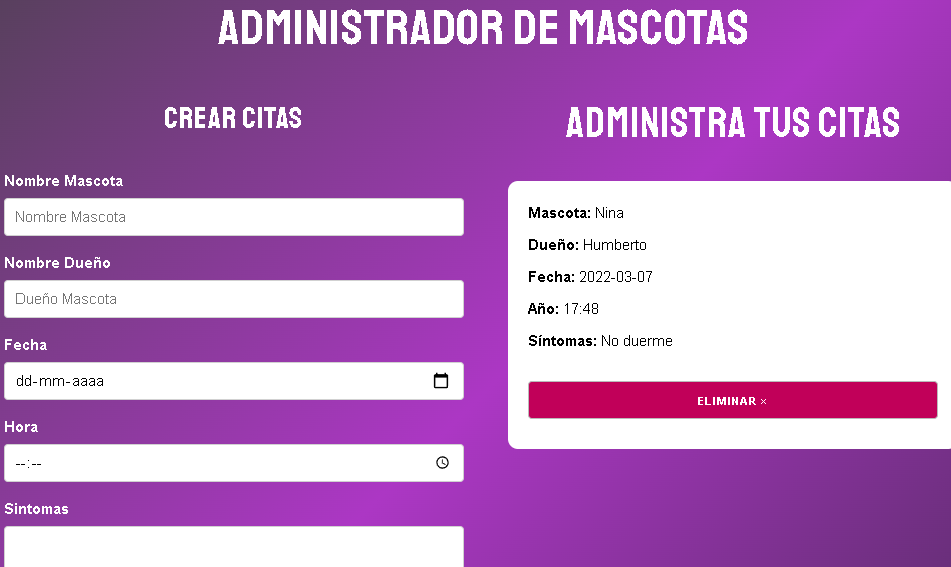 ADMINISTRADOR DE MASCOTAS
CREAR CITAS
Nombre Mascota
Nombre Mascota
Nombre Dueño
Dueño Mascota
Fecha
dd-mm-aaaa
Hora
--:--
Sintomas
ADMINISTRA TUS CITAS
Mascota: Nina
Dueño: Humberto
Fecha: 2022-03-07
Año: 17:48
Síntomas: No duerme
ELIMINAR ×